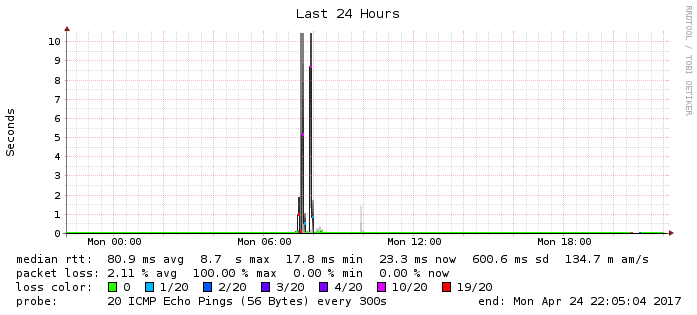 Last 24 Hours
RRDTOOL / TOBI OETIKER
Seconds
10
9
8
7
6
5
4
3
2
1
0
Mon 00:00 Mon 06:00 Mon 12:00 Mon 18:00
median rtt: 80.9 ms avg 8.7 s max 17.8 ms min 23.3 ms now 600.6 ms sd 134.7 m am/s
packet loss: 2.11 % avg 100.00 % max 0.00 % min 0.00 % now
loss color: 0 1/20 2/20 3/20 4/20 10/20 19/20
probe: 20 ICMP Echo Pings (56 Bytes) every 300s end: Mon Apr 24 22:05:04 2017